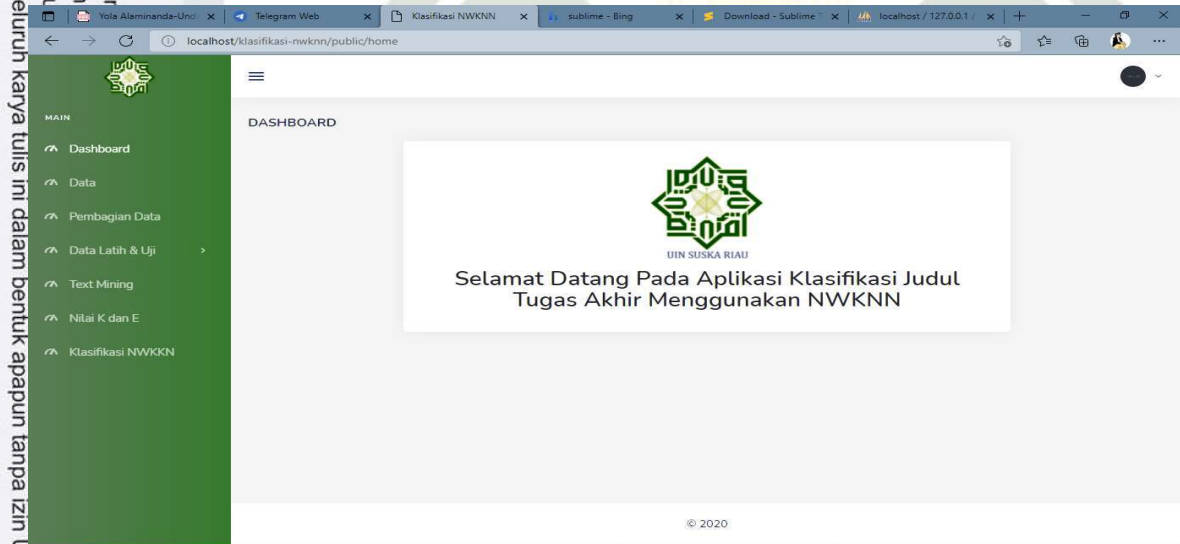 Yola Alaminanda-Und
Telegram Web
Klasifikasi NWKNN
sublime - Bing
Download - Sublime T
localhost / 127.0.0.1 /
localhost/klasifikasi-nwknn/public/home
MAIN
Dashboard
Data
Pembagian Data
Data Latih & Uji
Text Mining
Nilai K dan E
Klasifikasi NWKKN
DASHBOARD
UIN SUSKA RIAU
Selamat Datang Pada Aplikasi Klasifikasi Judul
Tugas Akhir Menggunakan NWKNN
© 2020
eluruh karya tulis ini dalam bentuk apapun tanpa izin